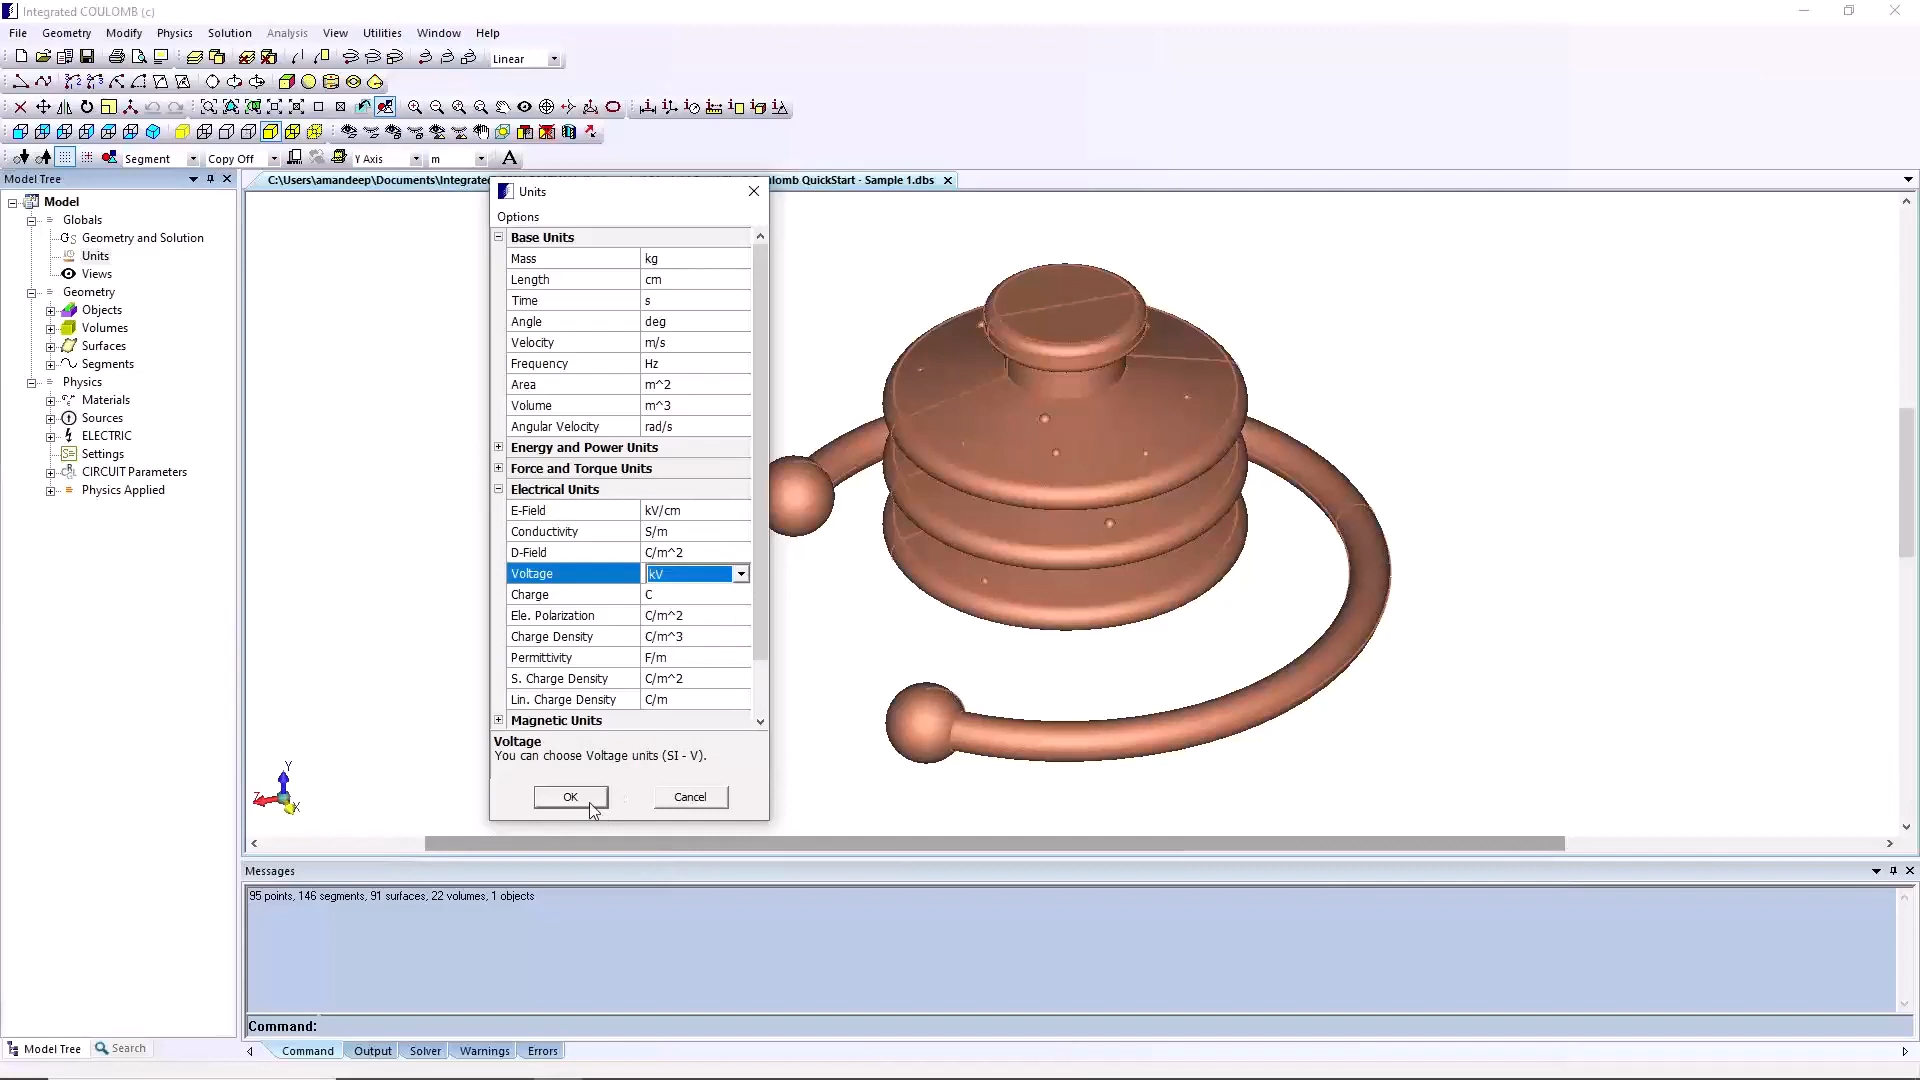 Integrated COULOMB (c)
File Geometry Modify Physics Solution Analysis View Utilities Window Help
Linear
Segment Copy Off Y Axis m A
Model Tree
C:\Users\amandeep\Documents\Integrate
lomb QuickStart - Sample 1.dbs
Model
Globals
Geometry and Solution
Units
Views
Geometry
Objects
Volumes
Surfaces
Segments
Physics
Materials
Sources
ELECTRIC
Settings
CIRCUIT Parameters
Physics Applied
Model Tree Search
Units
Options
Base Units
Mass kg
Length cm
Time s
Angle deg
Velocity m/s
Frequency Hz
Area m^2
Volume m^3
Angular Velocity rad/s
Energy and Power Units
Force and Torque Units
Electrical Units
E-Field kV/cm
Conductivity S/m
D-Field C/m^2
Voltage kV
Charge C
Ele. Polarization C/m^2
Charge Density C/m^3
Permittivity F/m
S. Charge Density C/m^2
Lin. Charge Density C/m
Magnetic Units
Voltage
You can choose Voltage units (SI - V).
OK Cancel
Y
Z X
Messages
95 points, 146 segments, 91 surfaces, 22 volumes, 1 objects
Command:
Command Output Solver Warnings Errors